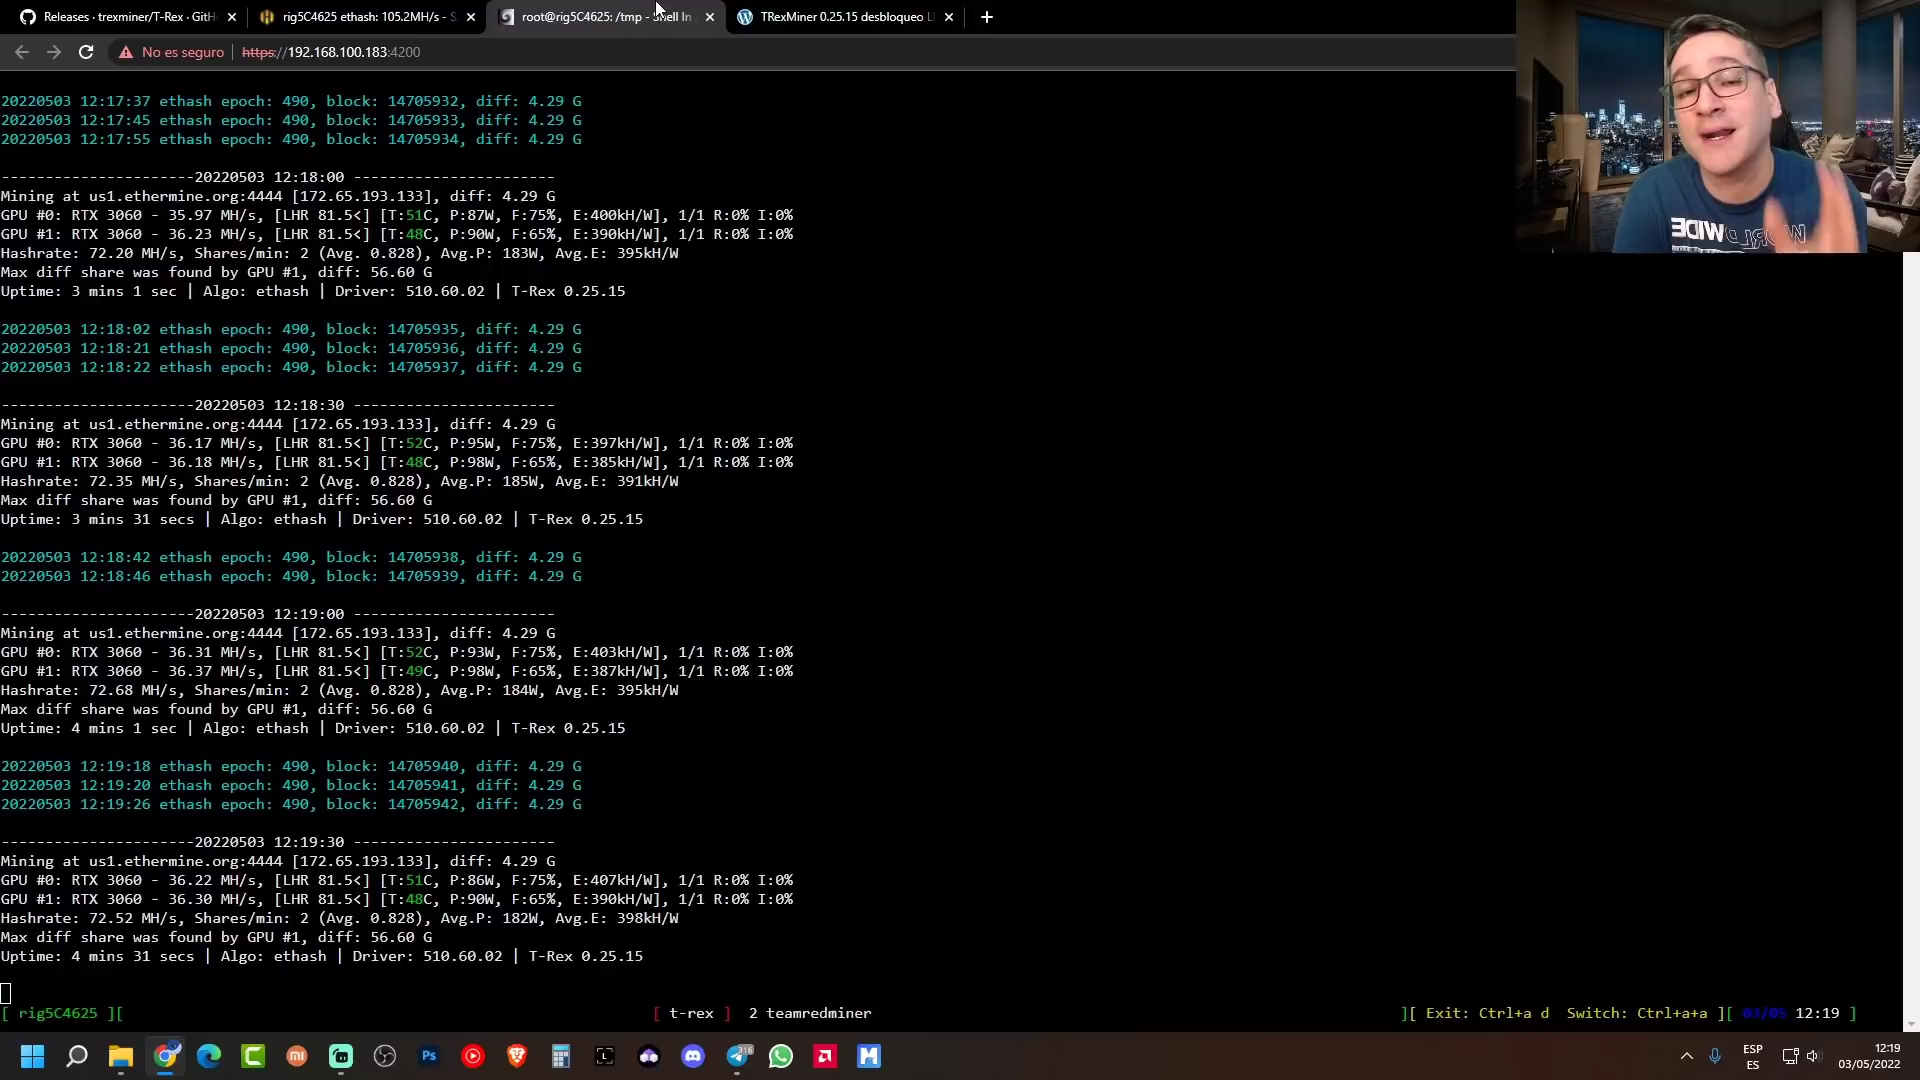 Releases · trexminer/T-Rex · GitH
rig5C4625 ethash: 105.2MH/s - S
root@rig5C4625: /tmp - Shell In
TRexMiner 0.25.15 desbloqueo L
No es seguro
https://192.168.100.183:4200
20220503 12:17:37 ethash epoch: 490, block: 14705932, diff: 4.29 G
20220503 12:17:45 ethash epoch: 490, block: 14705933, diff: 4.29 G
20220503 12:17:55 ethash epoch: 490, block: 14705934, diff: 4.29 G
----------------------20220503 12:18:00 -----------------------
Mining at us1.ethermine.org:4444 [172.65.193.133], diff: 4.29 G
GPU #0: RTX 3060 - 35.97 MH/s, [LHR 81.5<] [T:51C, P:87W, F:75%, E:400kH/W], 1/1 R:0% I:0%
GPU #1: RTX 3060 - 36.23 MH/s, [LHR 81.5<] [T:48C, P:90W, F:65%, E:390kH/W], 1/1 R:0% I:0%
Hashrate: 72.20 MH/s, Shares/min: 2 (Avg. 0.828), Avg.P: 183W, Avg.E: 395kH/W
Max diff share was found by GPU #1, diff: 56.60 G
Uptime: 3 mins 1 sec | Algo: ethash | Driver: 510.60.02 | T-Rex 0.25.15
20220503 12:18:02 ethash epoch: 490, block: 14705935, diff: 4.29 G
20220503 12:18:21 ethash epoch: 490, block: 14705936, diff: 4.29 G
20220503 12:18:22 ethash epoch: 490, block: 14705937, diff: 4.29 G
----------------------20220503 12:18:30 -----------------------
Mining at us1.ethermine.org:4444 [172.65.193.133], diff: 4.29 G
GPU #0: RTX 3060 - 36.17 MH/s, [LHR 81.5<] [T:52C, P:95W, F:75%, E:397kH/W], 1/1 R:0% I:0%
GPU #1: RTX 3060 - 36.18 MH/s, [LHR 81.5<] [T:48C, P:98W, F:65%, E:385kH/W], 1/1 R:0% I:0%
Hashrate: 72.35 MH/s, Shares/min: 2 (Avg. 0.828), Avg.P: 185W, Avg.E: 391kH/W
Max diff share was found by GPU #1, diff: 56.60 G
Uptime: 3 mins 31 secs | Algo: ethash | Driver: 510.60.02 | T-Rex 0.25.15
20220503 12:18:42 ethash epoch: 490, block: 14705938, diff: 4.29 G
20220503 12:18:46 ethash epoch: 490, block: 14705939, diff: 4.29 G
----------------------20220503 12:19:00 -----------------------
Mining at us1.ethermine.org:4444 [172.65.193.133], diff: 4.29 G
GPU #0: RTX 3060 - 36.31 MH/s, [LHR 81.5<] [T:52C, P:93W, F:75%, E:403kH/W], 1/1 R:0% I:0%
GPU #1: RTX 3060 - 36.37 MH/s, [LHR 81.5<] [T:49C, P:98W, F:65%, E:387kH/W], 1/1 R:0% I:0%
Hashrate: 72.68 MH/s, Shares/min: 2 (Avg. 0.828), Avg.P: 184W, Avg.E: 395kH/W
Max diff share was found by GPU #1, diff: 56.60 G
Uptime: 4 mins 1 sec | Algo: ethash | Driver: 510.60.02 | T-Rex 0.25.15
20220503 12:19:18 ethash epoch: 490, block: 14705940, diff: 4.29 G
20220503 12:19:20 ethash epoch: 490, block: 14705941, diff: 4.29 G
20220503 12:19:26 ethash epoch: 490, block: 14705942, diff: 4.29 G
----------------------20220503 12:19:30 -----------------------
Mining at us1.ethermine.org:4444 [172.65.193.133], diff: 4.29 G
GPU #0: RTX 3060 - 36.22 MH/s, [LHR 81.5<] [T:51C, P:86W, F:75%, E:407kH/W], 1/1 R:0% I:0%
GPU #1: RTX 3060 - 36.30 MH/s, [LHR 81.5<] [T:48C, P:90W, F:65%, E:390kH/W], 1/1 R:0% I:0%
Hashrate: 72.52 MH/s, Shares/min: 2 (Avg. 0.828), Avg.P: 182W, Avg.E: 398kH/W
Max diff share was found by GPU #1, diff: 56.60 G
Uptime: 4 mins 31 secs | Algo: ethash | Driver: 510.60.02 | T-Rex 0.25.15
[ rig5C4625 ][ [ t-rex ] 2 teamredminer ][ Exit: Ctrl+a d Switch: Ctrl+a+a ][ 03/05 12:19 ]
Ps
316
ESP
ES
12:19
03/05/2022